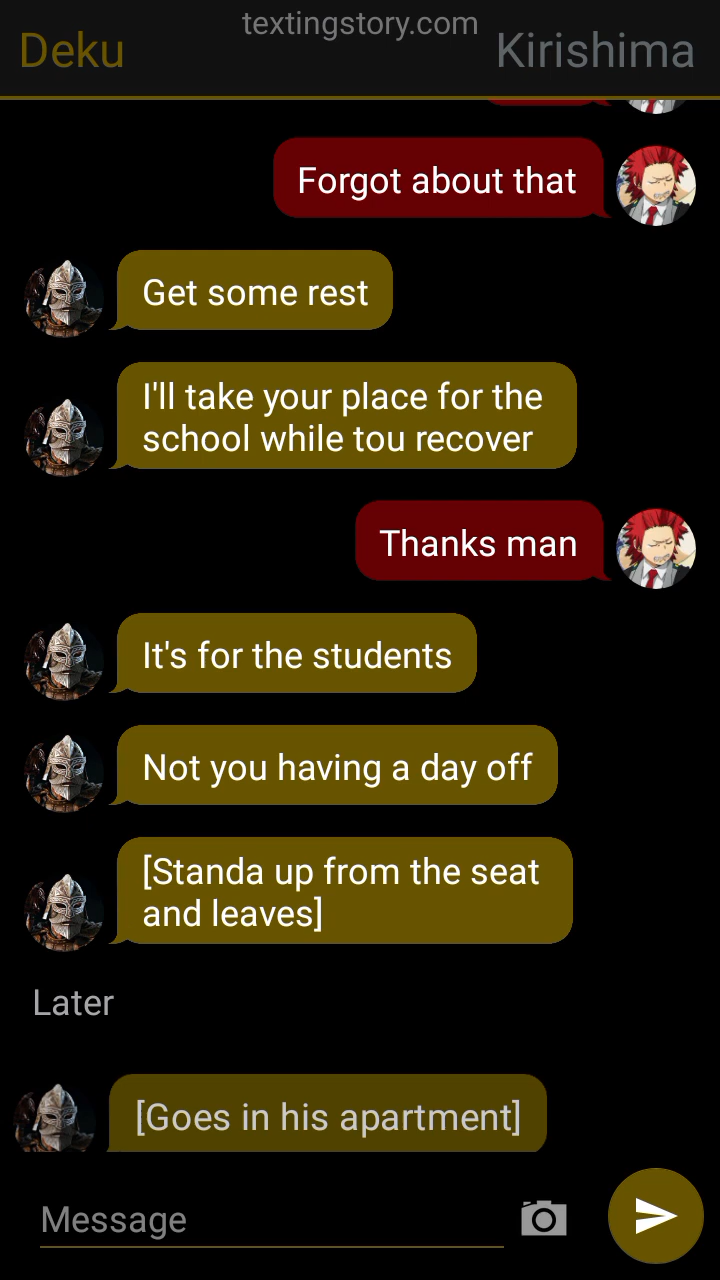 textingstory.com
Deku
Kirishima
Forgot about that
Get some rest
I'll take your place for the
school while tou recover
Thanks man
It's for the students
Not you having a day off
[Standa up from the seat
and leaves]
Later
[Goes in his apartment]
Message